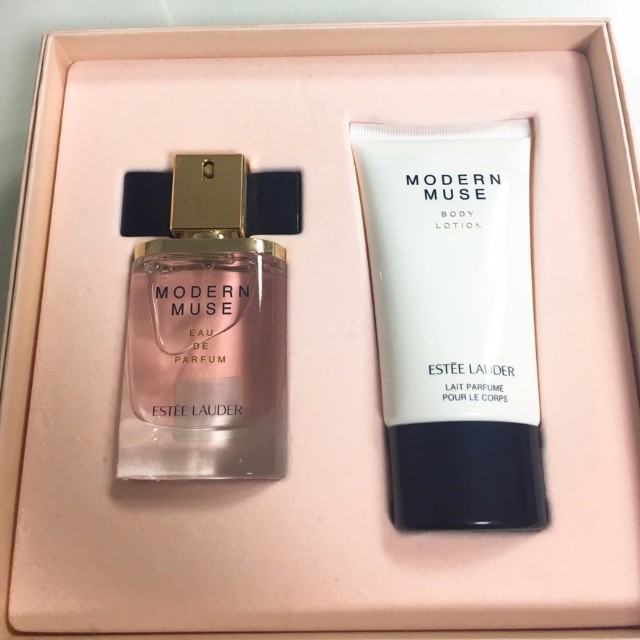 MODERN
MUSE
EAU
DE
PARFUM
ESTĒE LAUDER
MODERN
MUSE
BODY
LOTION
ESTĒE LAUDER
LAIT PARFUMÉ
POUR LE CORPS